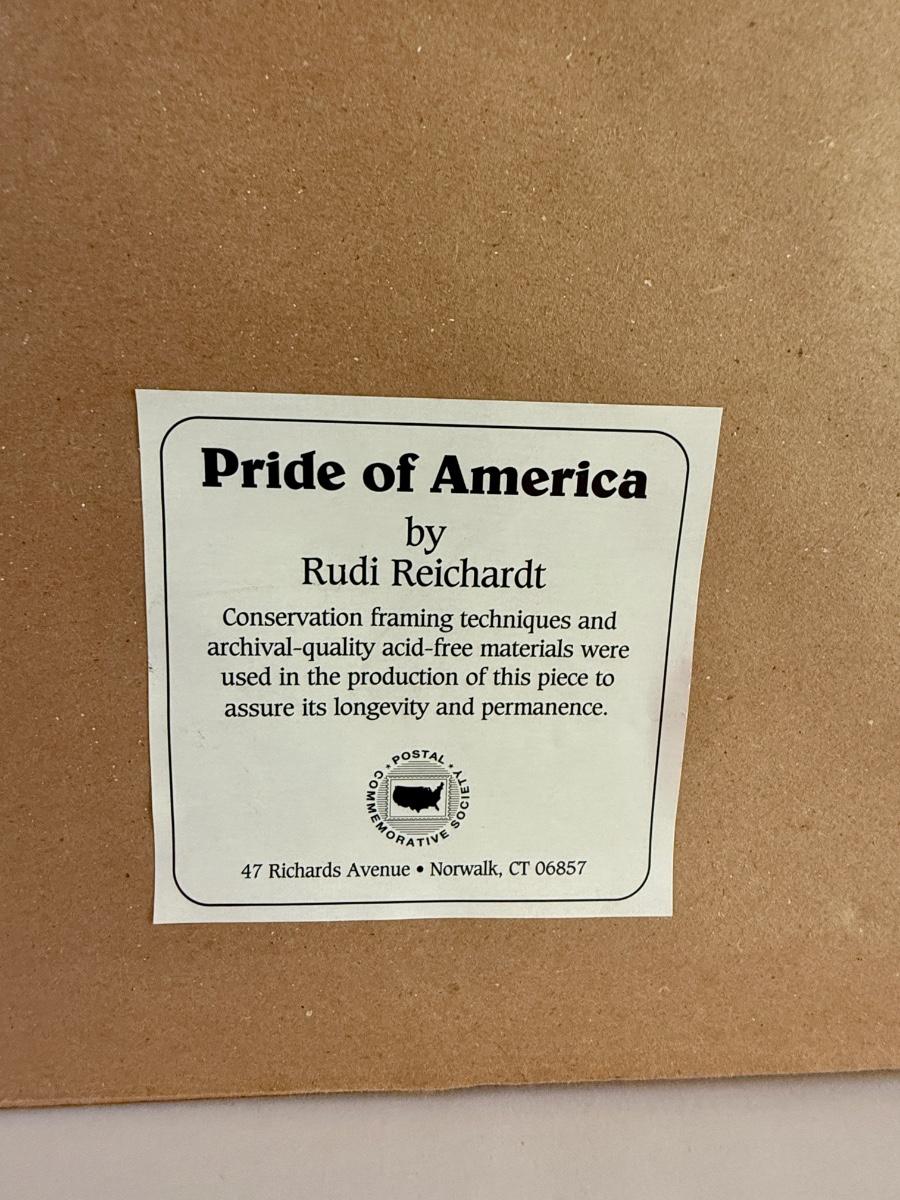 Pride of America
by
Rudi Reichardt
Conservation framing techniques and
archival-quality acid-free materials were
used in the production of this piece to
assure its longevity and permanence.
* POSTAL *
COMMEMORATIVE SOCIETY
47 Richards Avenue • Norwalk, CT 06857